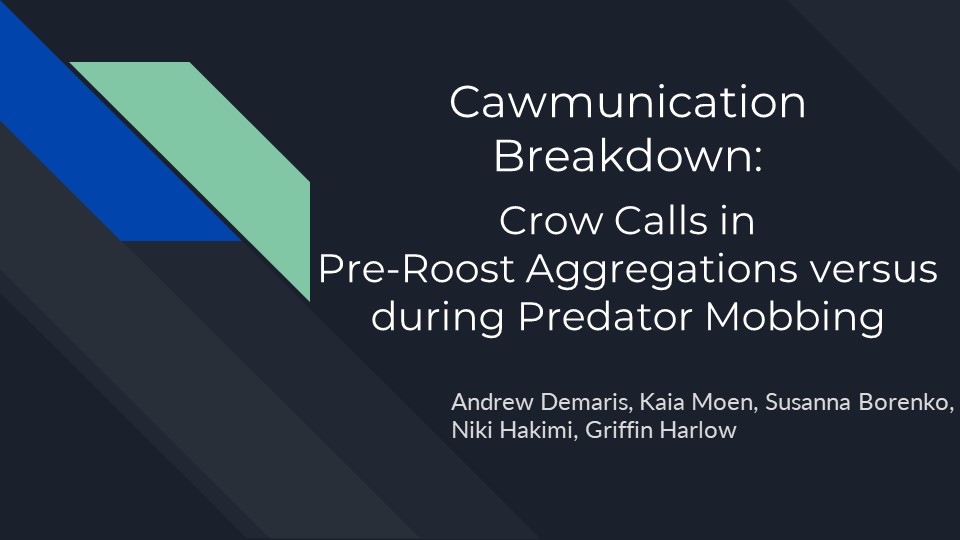 Cawmunication
Breakdown:
Crow Calls in
Pre-Roost Aggregations versus
during Predator Mobbing
Andrew Demaris, Kaia Moen, Susanna Borenko,
Niki Hakimi, Griffin Harlow